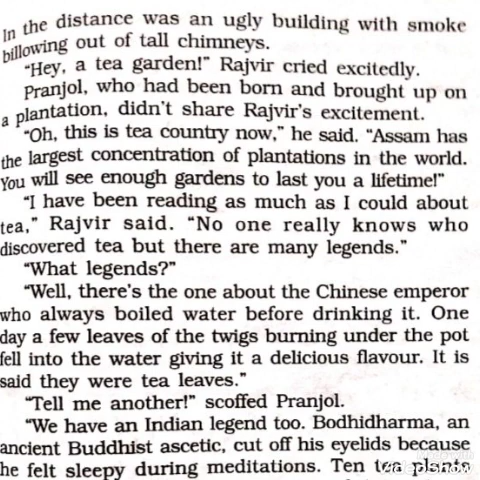 In the distance was an ugly building with smoke
billowing out of tall chimneys.
"Hey, a tea garden!" Rajvir cried excitedly.
Pranjol, who had been born and brought up on
a plantation, didn't share Rajvir's excitement.
"Oh, this is tea country now," he said. "Assam has
the largest concentration of plantations in the world.
You will see enough gardens to last you a lifetime!"
"I have been reading as much as I could about
tea," Rajvir said. "No one really knows who
discovered tea but there are many legends."
"What legends?"
"Well, there's the one about the Chinese emperor
who always boiled water before drinking it. One
day a few leaves of the twigs burning under the pot
fell into the water giving it a delicious flavour. It is
said they were tea leaves."
"Tell me another!" scoffed Pranjol.
"We have an Indian legend too. Bodhidharma, an
ancient Buddhist ascetic, cut off his eyelids because
he felt sleepy during meditations. Ten tea plants